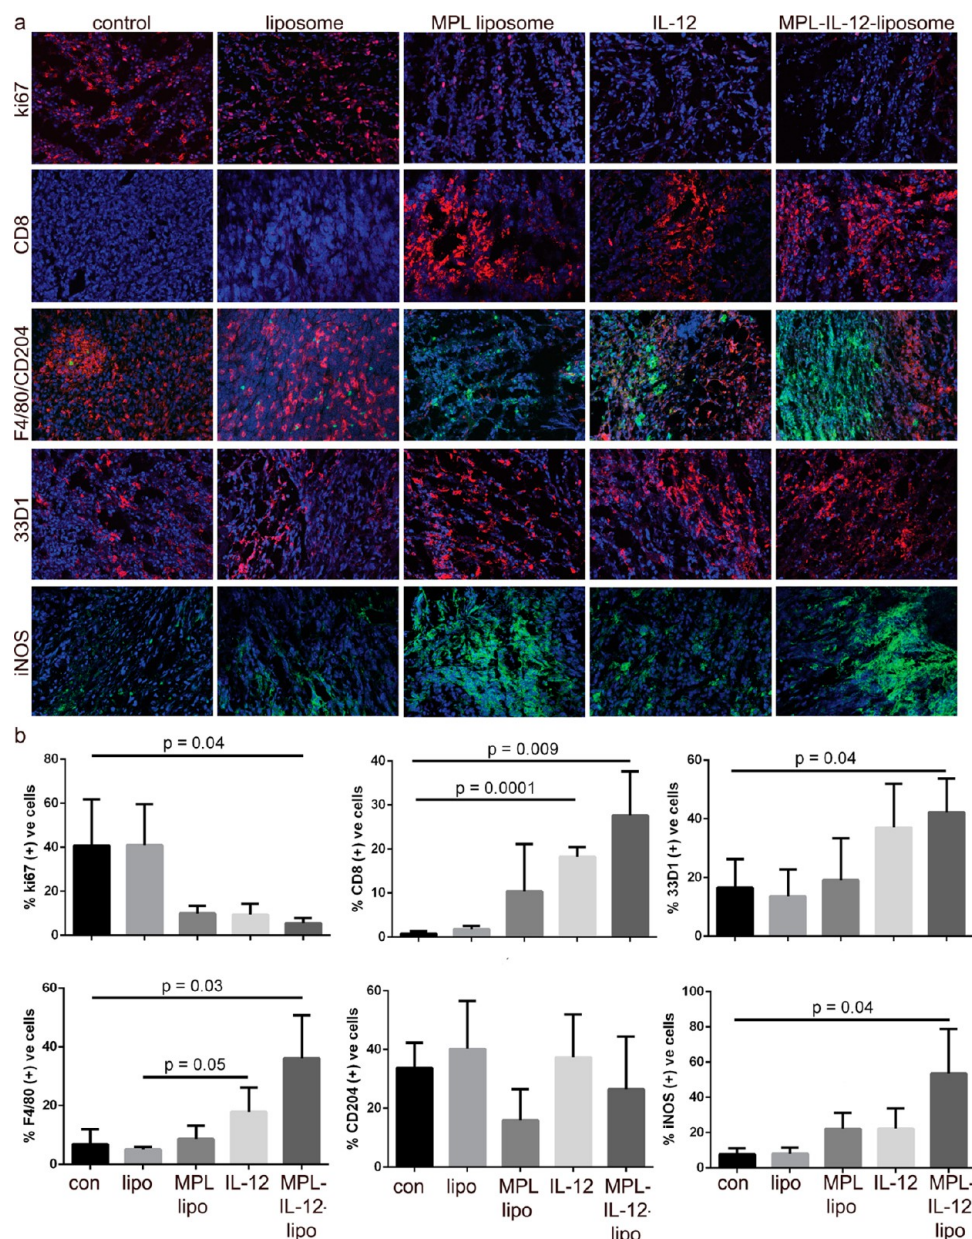 a
control liposome MPL liposome IL-12 MPL-IL-12-liposome
ki67
CD8
F4/80/CD204
33D1
iNOS
b
p = 0.04
% ki67 (+) ve cells
80
60
40
20
0
p = 0.009
p = 0.0001
% CD8 (+) ve cells
40
30
20
10
0
p = 0.04
% 33D1 (+) ve cells
60
40
20
0
p = 0.03
p = 0.05
% F4/80 (+) ve cells
60
40
20
0
con lipo MPL IL-12 MPL-
lipo IL-12-
lipo
% CD204 (+) ve cells
60
40
20
0
con lipo MPL IL-12 MPL-
lipo IL-12-
lipo
p = 0.04
% iNOS (+) ve cells
100
80
60
40
20
0
con lipo MPL IL-12 MPL-
lipo IL-12-
lipo